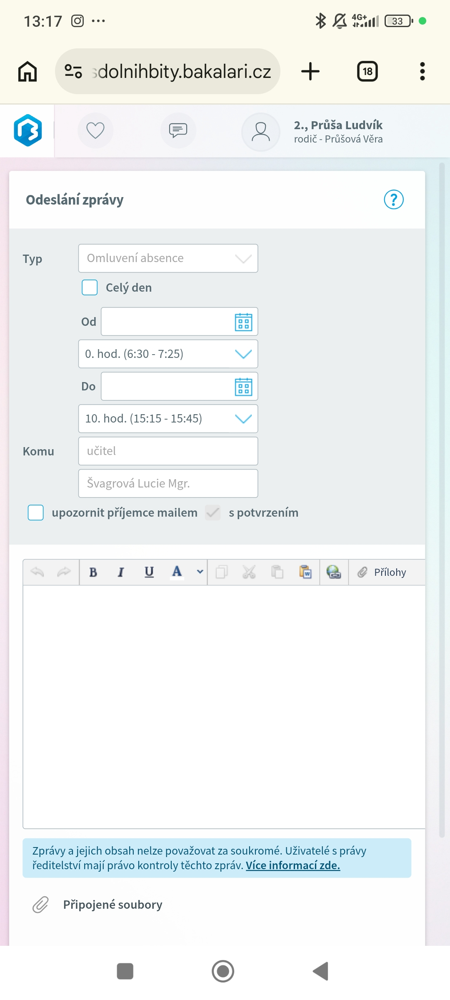 13:17
4G+
33
sdolnihbity.bakalari.cz
18
2., Průša Ludvík
rodič - Průšová Věra
Odeslání zprávy
?
Typ
Omluvení absence
Celý den
Od
0. hod. (6:30 - 7:25)
Do
10. hod. (15:15 - 15:45)
Komu
učitel
Švagrová Lucie Mgr.
upozornit příjemce mailem
s potvrzením
B I U A
Přílohy
Zprávy a jejich obsah nelze považovat za soukromé. Uživatelé s právy
ředitelství mají právo kontroly těchto zpráv. Více informací zde.
Připojené soubory